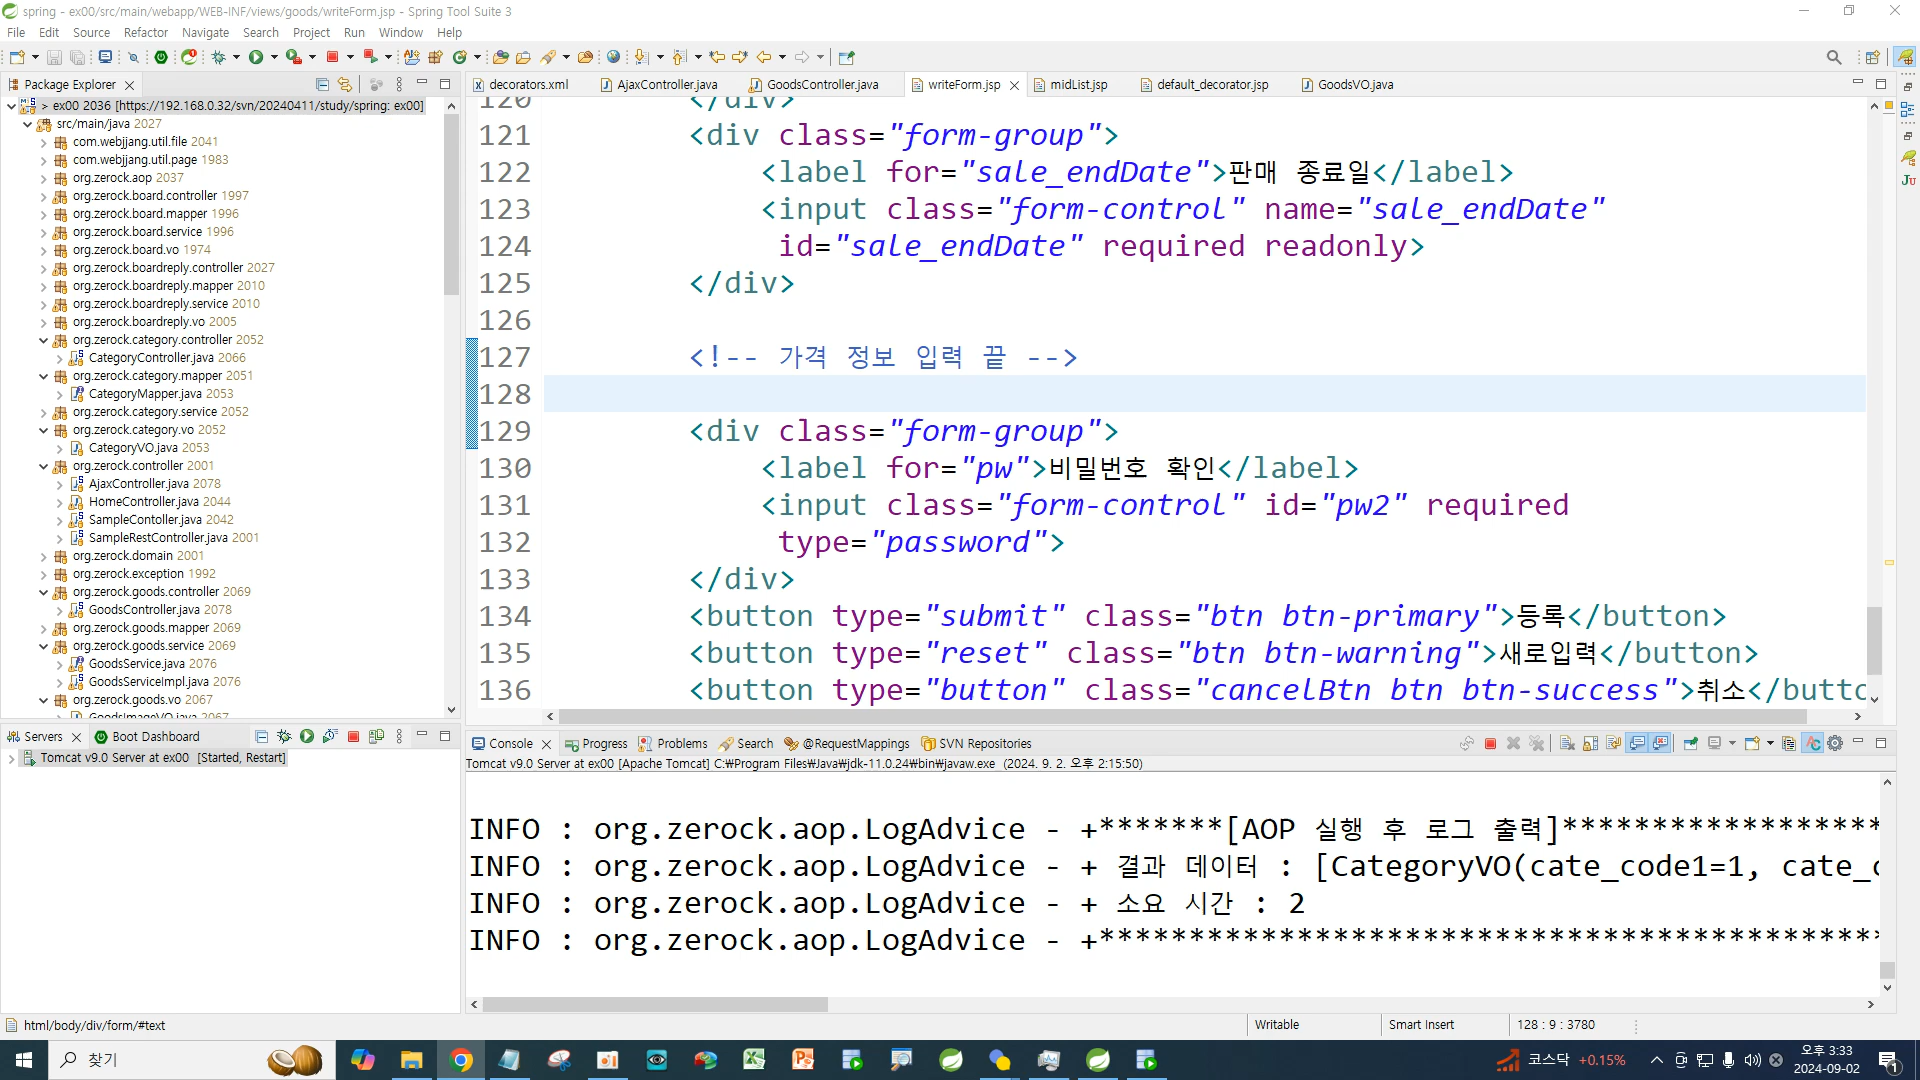 spring - ex00/src/main/webapp/WEB-INF/views/goods/writeForm.jsp - Spring Tool Suite 3
File Edit Source Refactor Navigate Search Project Run Window Help
Package Explorer
> ex00 2036 [https://192.168.0.32/svn/20240411/study/spring: ex00]
src/main/java 2027
com.webjjang.util.file 2041
com.webjjang.util.page 1983
org.zerock.aop 2037
org.zerock.board.controller 1997
org.zerock.board.mapper 1996
org.zerock.board.service 1996
org.zerock.board.vo 1974
org.zerock.boardreply.controller 2027
org.zerock.boardreply.mapper 2010
org.zerock.boardreply.service 2010
org.zerock.boardreply.vo 2005
org.zerock.category.controller 2052
CategoryController.java 2066
org.zerock.category.mapper 2051
CategoryMapper.java 2053
org.zerock.category.service 2052
org.zerock.category.vo 2052
CategoryVO.java 2053
org.zerock.controller 2001
AjaxController.java 2078
HomeController.java 2044
SampleContoller.java 2042
SampleRestController.java 2001
org.zerock.domain 2001
org.zerock.exception 1992
org.zerock.goods.controller 2069
GoodsController.java 2078
org.zerock.goods.mapper 2069
org.zerock.goods.service 2069
GoodsService.java 2076
GoodsServiceImpl.java 2076
org.zerock.goods.vo 2067
GoodsImageVO.java 2067
decorators.xml AjaxController.java GoodsController.java writeForm.jsp midList.jsp default_decorator.jsp GoodsVO.java
120 </div>
121 <div class="form-group">
122 <label for="sale_endDate">판매 종료일</label>
123 <input class="form-control" name="sale_endDate"
124 id="sale_endDate" required readonly>
125 </div>
126
127 <!-- 가격 정보 입력 끝 -->
128
129 <div class="form-group">
130 <label for="pw">비밀번호 확인</label>
131 <input class="form-control" id="pw2" required
132 type="password">
133 </div>
134 <button type="submit" class="btn btn-primary">등록</button>
135 <button type="reset" class="btn btn-warning">새로입력</button>
136 <button type="button" class="cancelBtn btn btn-success">취소</buttc
Servers Boot Dashboard
Tomcat v9.0 Server at ex00 [Started, Restart]
Console Progress Problems Search @RequestMappings SVN Repositories
Tomcat v9.0 Server at ex00 [Apache Tomcat] C:₩Program Files₩Java₩jdk-11.0.24₩bin₩javaw.exe (2024. 9. 2. 오후 2:15:50)
INFO : org.zerock.aop.LogAdvice - +*******[AOP 실행 후 로그 출력]******************
INFO : org.zerock.aop.LogAdvice - + 결과 데이터 : [CategoryVO(cate_code1=1, cate_c
INFO : org.zerock.aop.LogAdvice - + 소요 시간 : 2
INFO : org.zerock.aop.LogAdvice - +********************************************
html/body/div/form/#text
Writable Smart Insert 128 : 9 : 3780
찾기
코스닥 +0.15%
오후 3:33
2024-09-02
1